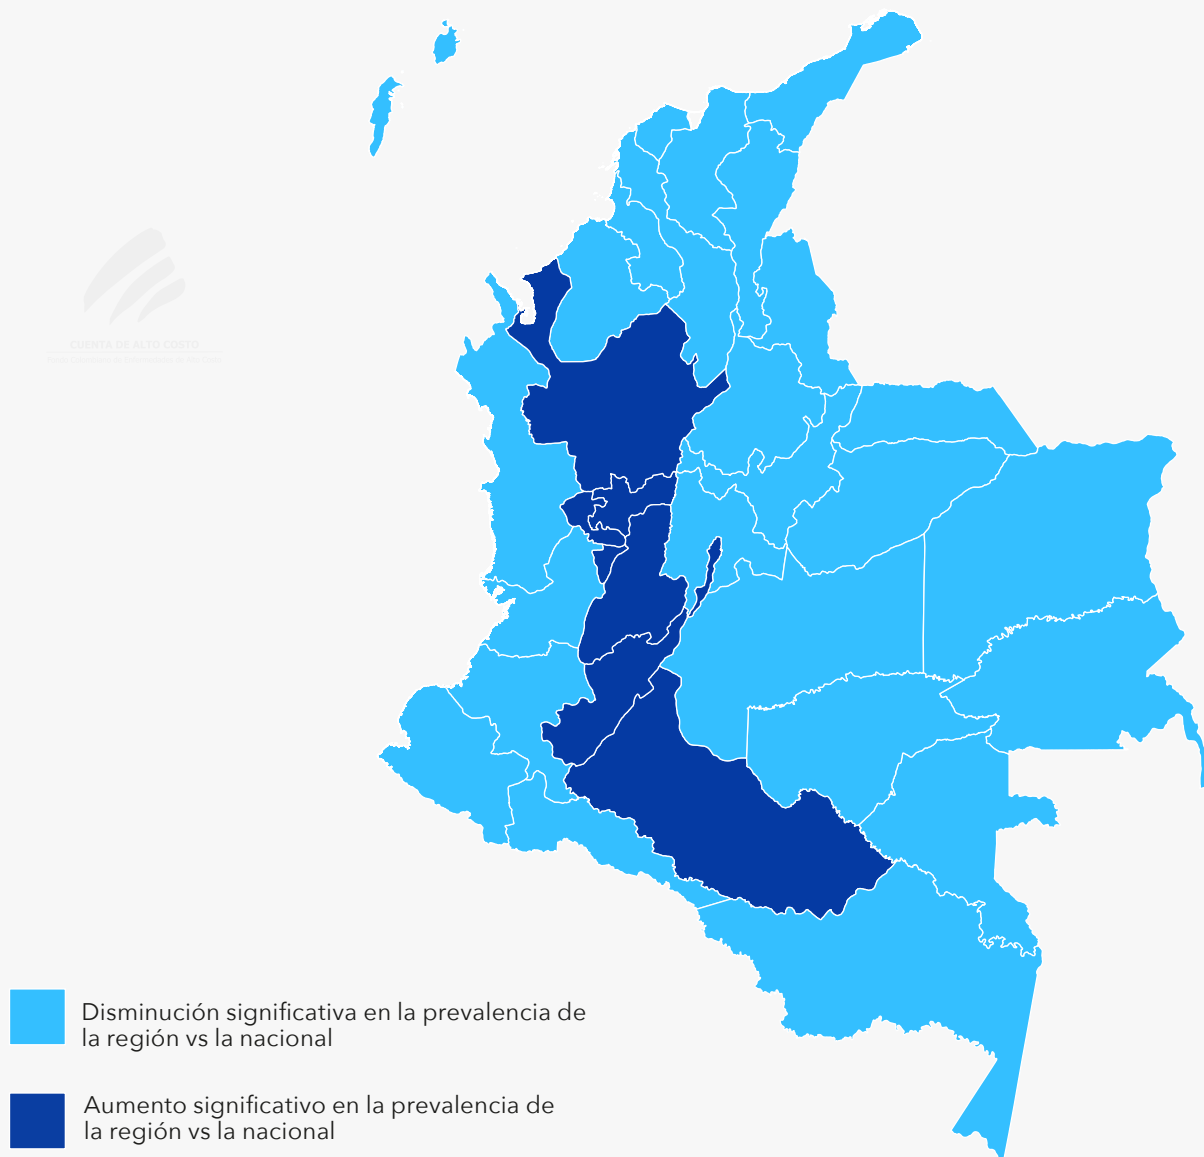 CUENTA DE ALTO COSTO
Disminución significativa en la prevalencia de
la región vs la nacional
Aumento significativo en la prevalencia de
la región vs la nacional